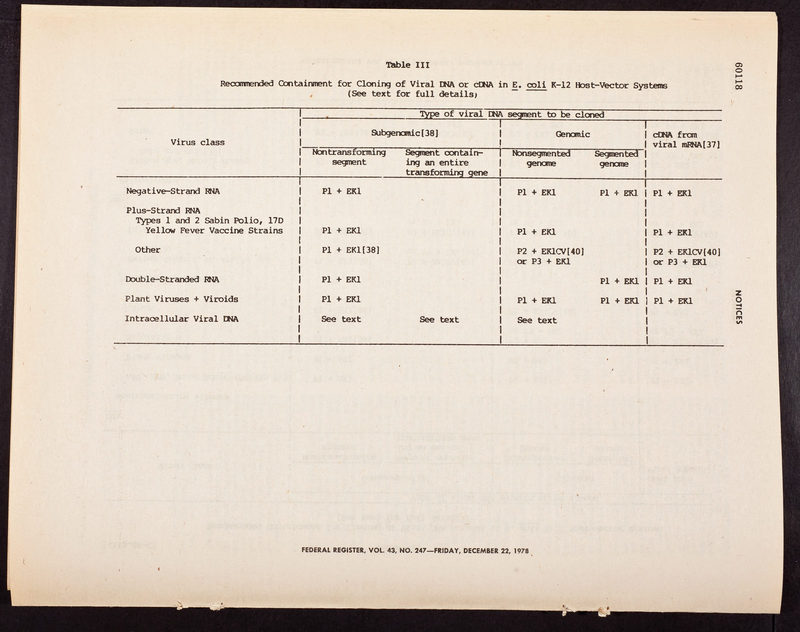 Table III
Recommended Containment for Cloning of Viral DNA or cDNA in E. coli K-12 Host-Vector Systems
(See text for full details)
Type of viral DNA segment to be cloned
Virus class
Subgenomic[38] Genomic cDNA from
viral mRNA[37]
Nontransforming Segment contain- Nonsegmented Segmented
segment ing an entire genome genome
transforming gene
Negative-Strand RNA P1 + EK1 P1 + EK1 P1 + EK1 P1 + EK1
Plus-Strand RNA
Types 1 and 2 Sabin Polio, 17D
Yellow Fever Vaccine Strains P1 + EK1 P1 + EK1 P1 + EK1
Other P1 + EK1[38] P2 + EK1CV[40] P2 + EK1CV[40]
or P3 + EK1 or P3 + EK1
Double-Stranded RNA P1 + EK1 P1 + EK1 P1 + EK1
Plant Viruses + Viroids P1 + EK1 P1 + EK1 P1 + EK1 P1 + EK1
Intracellular Viral DNA See text See text See text
60118
NOTICES
FEDERAL REGISTER, VOL. 43, NO. 247—FRIDAY, DECEMBER 22, 1978